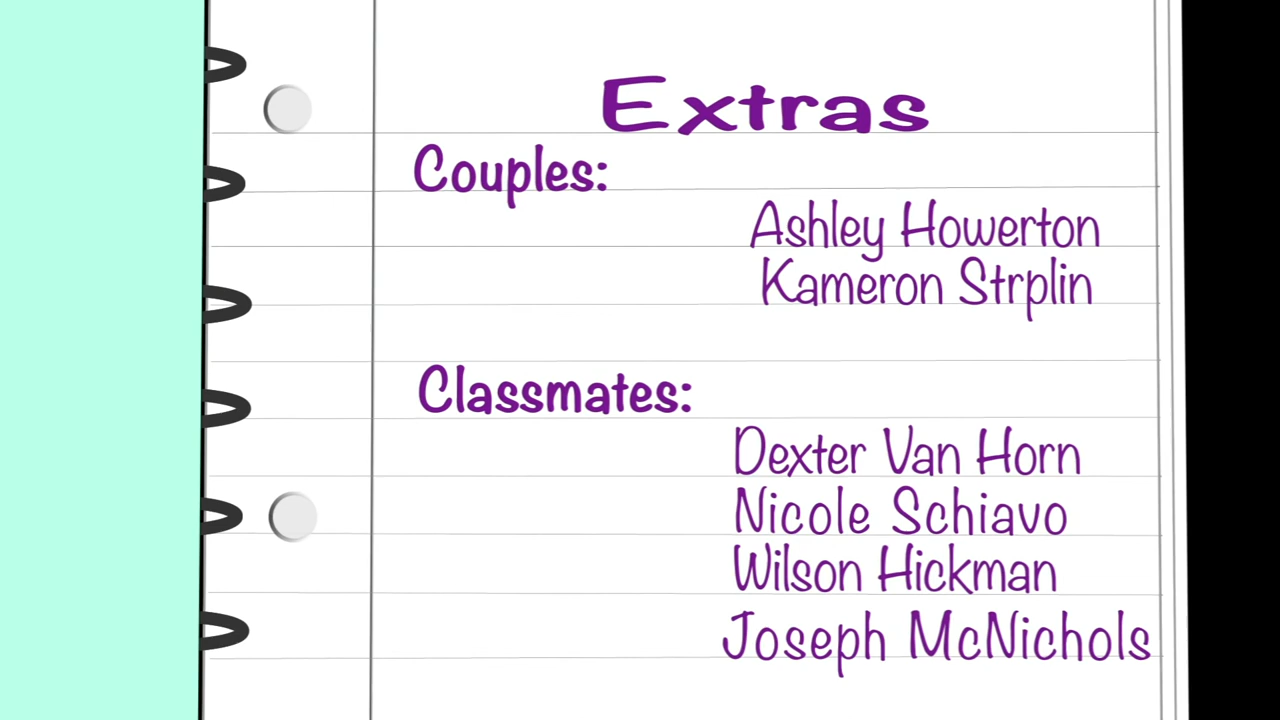 Extras
Couples:
Ashley Howerton
Kameron Strplin
Classmates:
Dexter Van Horn
Nicole Schiavo
Wilson Hickman
Joseph McNichols